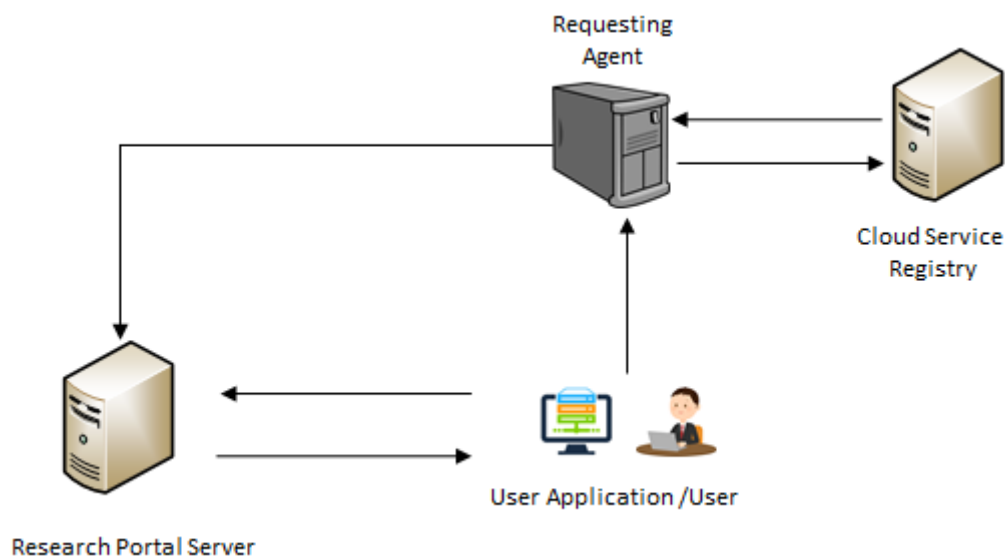 Requesting
Agent
Cloud Service
Registry
User Application /User
Research Portal Server